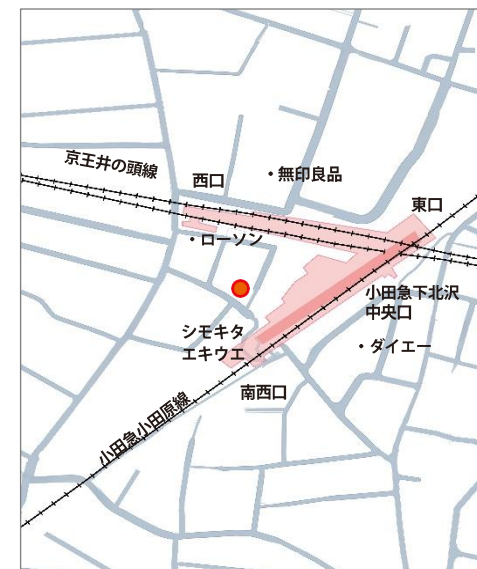 京王井の頭線
西口
・無印良品
東口
・ローソン
小田急下北沢
中央口
シモキタ
エキウエ
・ダイエー
南西口
小田急小田原線